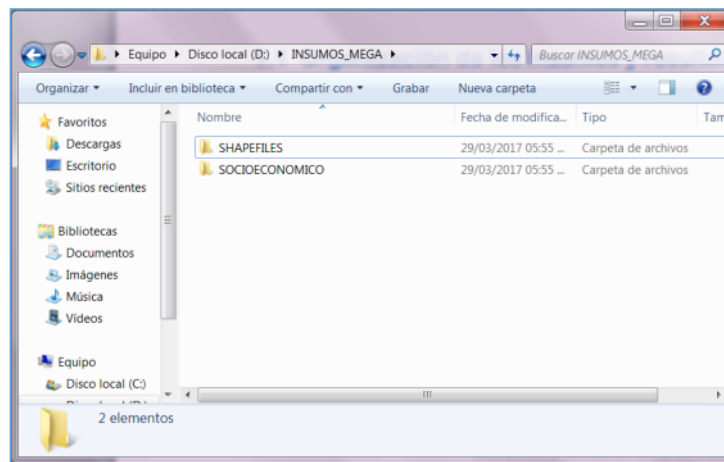 Equipo Disco local (D:) INSUMOS_MEGA Buscar INSUMOS_MEGA
Organizar Incluir en biblioteca Compartir con Grabar Nueva carpeta
Favoritos
Descargas
Escritorio
Sitios recientes
Bibliotecas
Documentos
Imágenes
Música
Vídeos
Equipo
Disco local (C:)
Nombre Fecha de modifica... Tipo Tam
SHAPEFILES 29/03/2017 05:55 ... Carpeta de archivos
SOCIOECONOMICO 29/03/2017 05:55 ... Carpeta de archivos
2 elementos